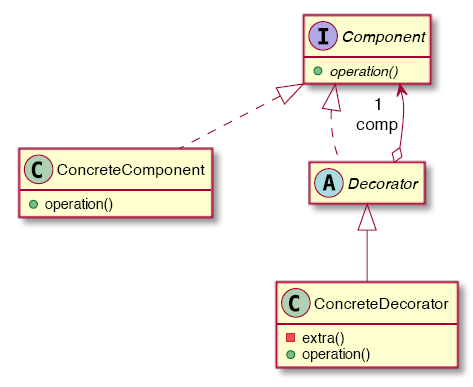 I Component
operation()
1
comp
C ConcreteComponent
operation()
A Decorator
C ConcreteDecorator
extra()
operation()